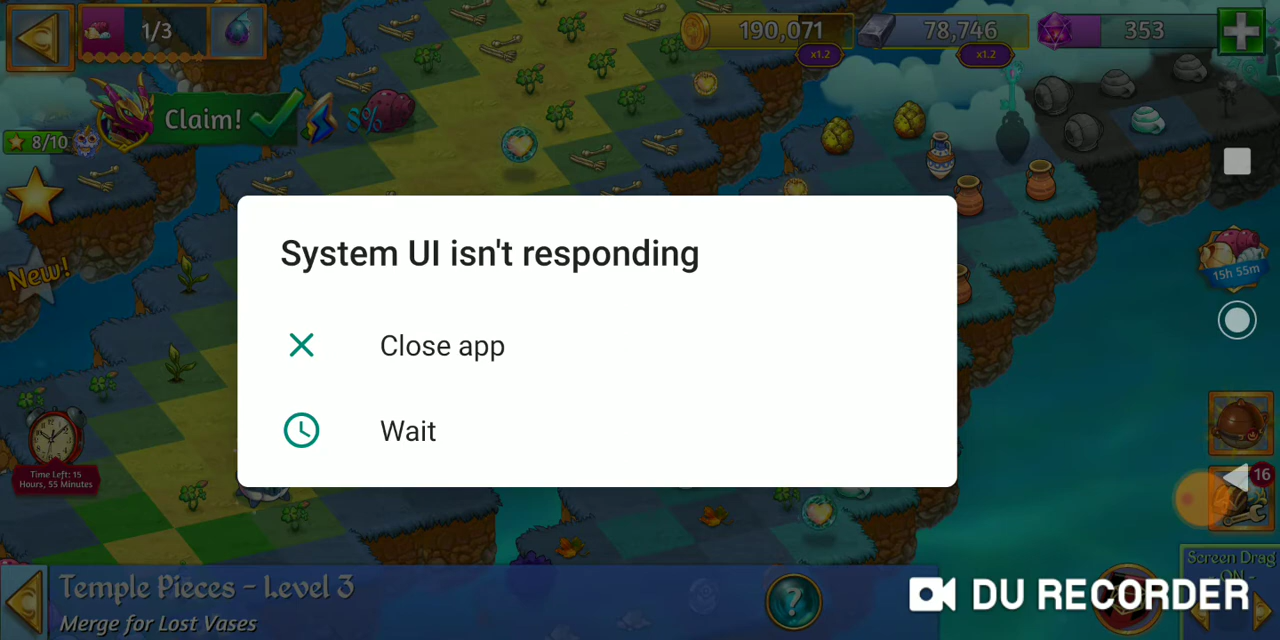 1/3
190,071
x1.2
78,746
x1.2
353
Claim!
8%
8/10
New!
System UI isn't responding
Close app
Wait
15h 55m
Time Left: 15
Hours, 55 Minutes
16
Screen Drag
- ON -
Temple Pieces - Level 3
Merge for Lost Vases
?
DU RECORDER